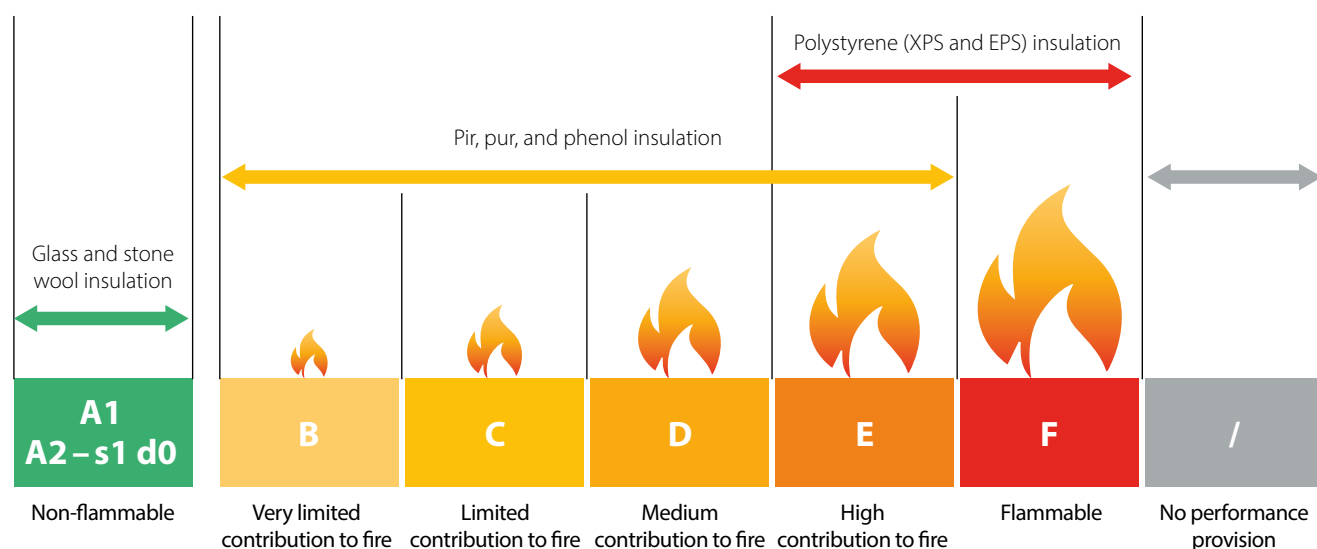 Polystyrene (XPS and EPS) insulation
Pir, pur, and phenol insulation
Glass and stone
wool insulation
A1
A2 – s1 d0
B
C
D
E
F
/
Non-flammable
Very limited
contribution to fire
Limited
contribution to fire
Medium
contribution to fire
High
contribution to fire
Flammable
No performance
provision